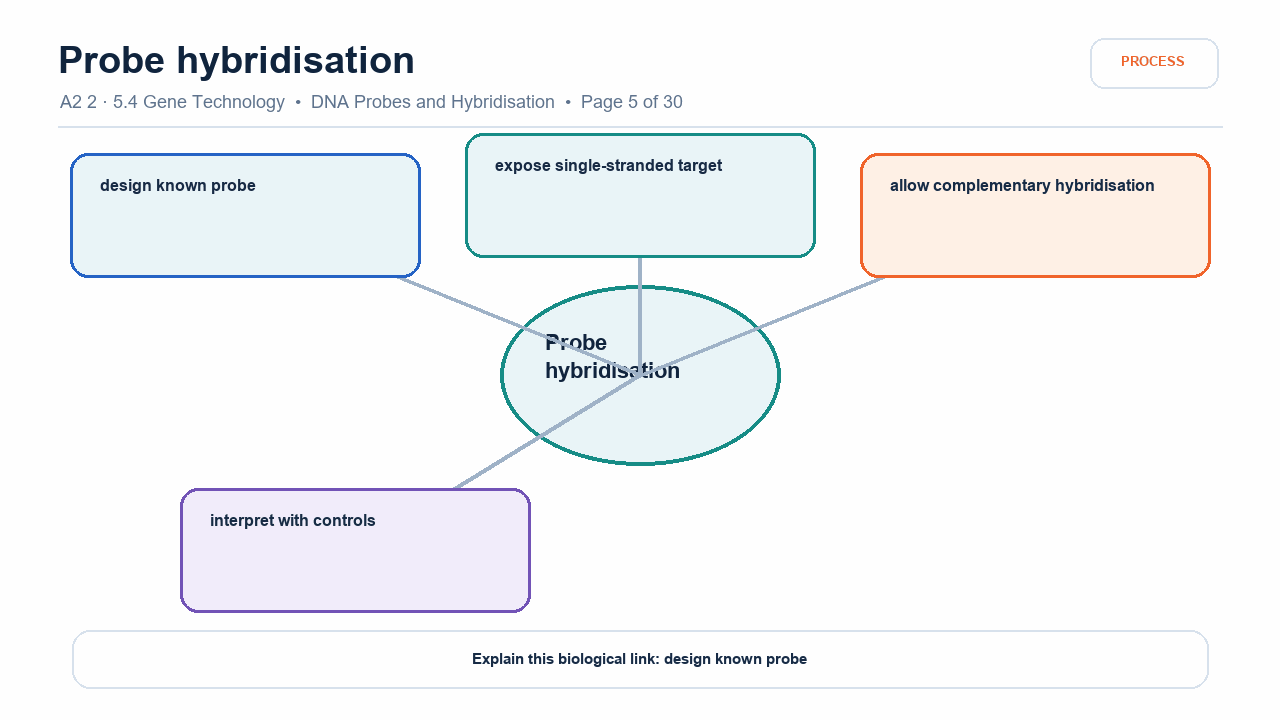 Probe hybridisation
PROCESS
A2 2 · 5.4 Gene Technology • DNA Probes and Hybridisation • Page 5 of 30
design known probe
expose single-stranded target
allow complementary hybridisation
Probe
hybridisation
interpret with controls
Explain this biological link: design known probe